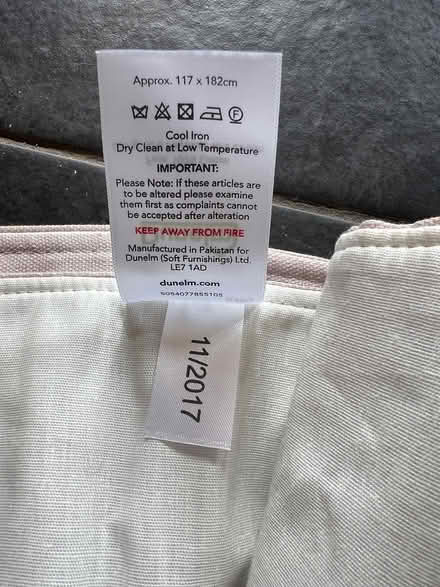 Approx. 117 x 182cm
F
Cool Iron
Dry Clean at Low Temperature
IMPORTANT:
Please Note: If these articles are
to be altered please examine
them first as complaints cannot
be accepted after alteration
KEEP AWAY FROM FIRE
Manufactured in Pakistan for
Dunelm (Soft Furnishings) Ltd.
LE7 1AD
dunelm.com
5054077855105
11/2017